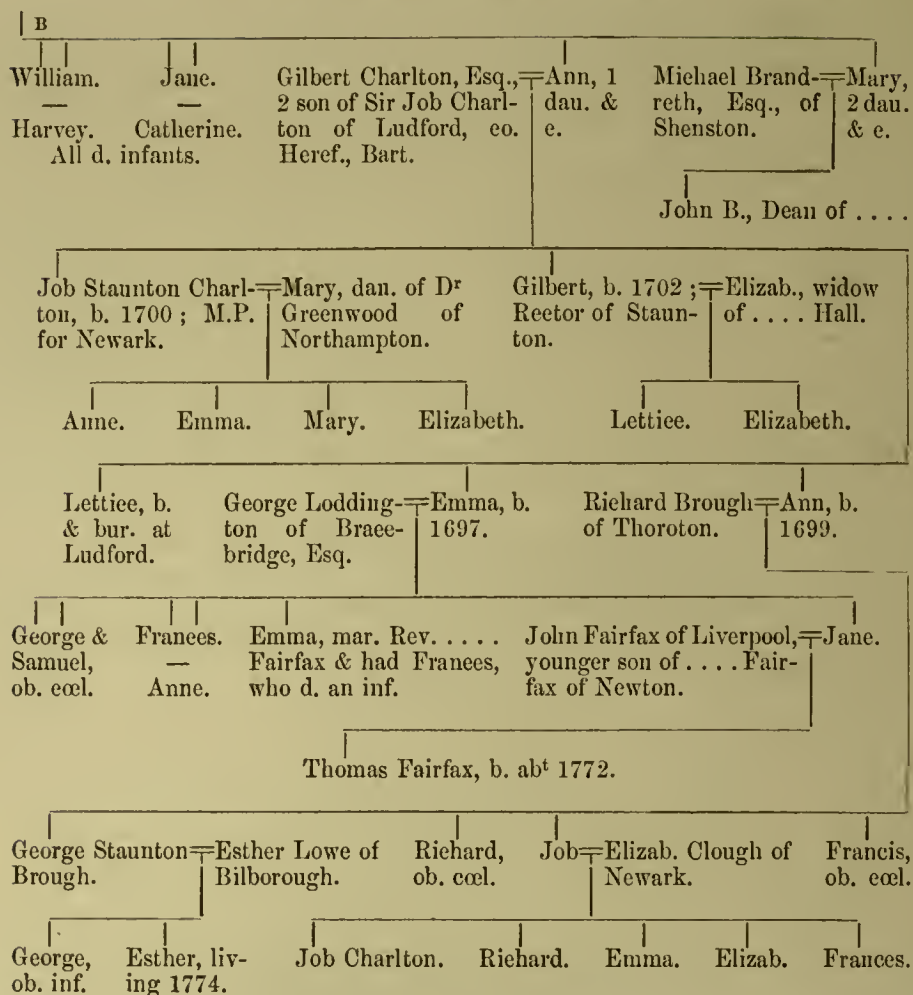 B
William.
—
Harvey.
Jane.
—
Catherine.
All d. infants.
Gilbert Charlton, Esq.,
2 son of Sir Job Charl-
ton of Ludford, co.
Heref., Bart.
Ann, 1
dau. &
e.
Michael Brand-
reth, Esq., of
Shenston.
Mary,
2 dau.
& e.
John B., Dean of . . . .
Job Staunton Charl-
ton, b. 1700 ; M.P.
for Newark.
Mary, dau. of Dr
Greenwood of
Northampton.
Gilbert, b. 1702 ;
Rector of Staun-
ton.
Elizab., widow
of . . . . Hall.
Anne.
Emma.
Mary.
Elizabeth.
Lettice.
Elizabeth.
Lettice, b.
& bur. at
Ludford.
George Lodding-
ton of Brace-
bridge, Esq.
Emma, b.
1697.
Richard Brough
of Thoroton.
Ann, b.
1699.
George &
Samuel,
ob. cœl.
Frances.
—
Anne.
Emma, mar. Rev. . . . .
Fairfax & had Frances,
who d. an inf.
John Fairfax of Liverpool,
younger son of . . . . Fair-
fax of Newton.
Jane.
Thomas Fairfax, b. abt 1772.
George Staunton
Brough.
Esther Lowe of
Bilborough.
Richard,
ob. cœl.
Job
Elizab. Clough of
Newark.
Francis,
ob. cœl.
George,
ob. inf.
Esther, liv-
ing 1774.
Job Charlton.
Richard.
Emma.
Elizab.
Frances.